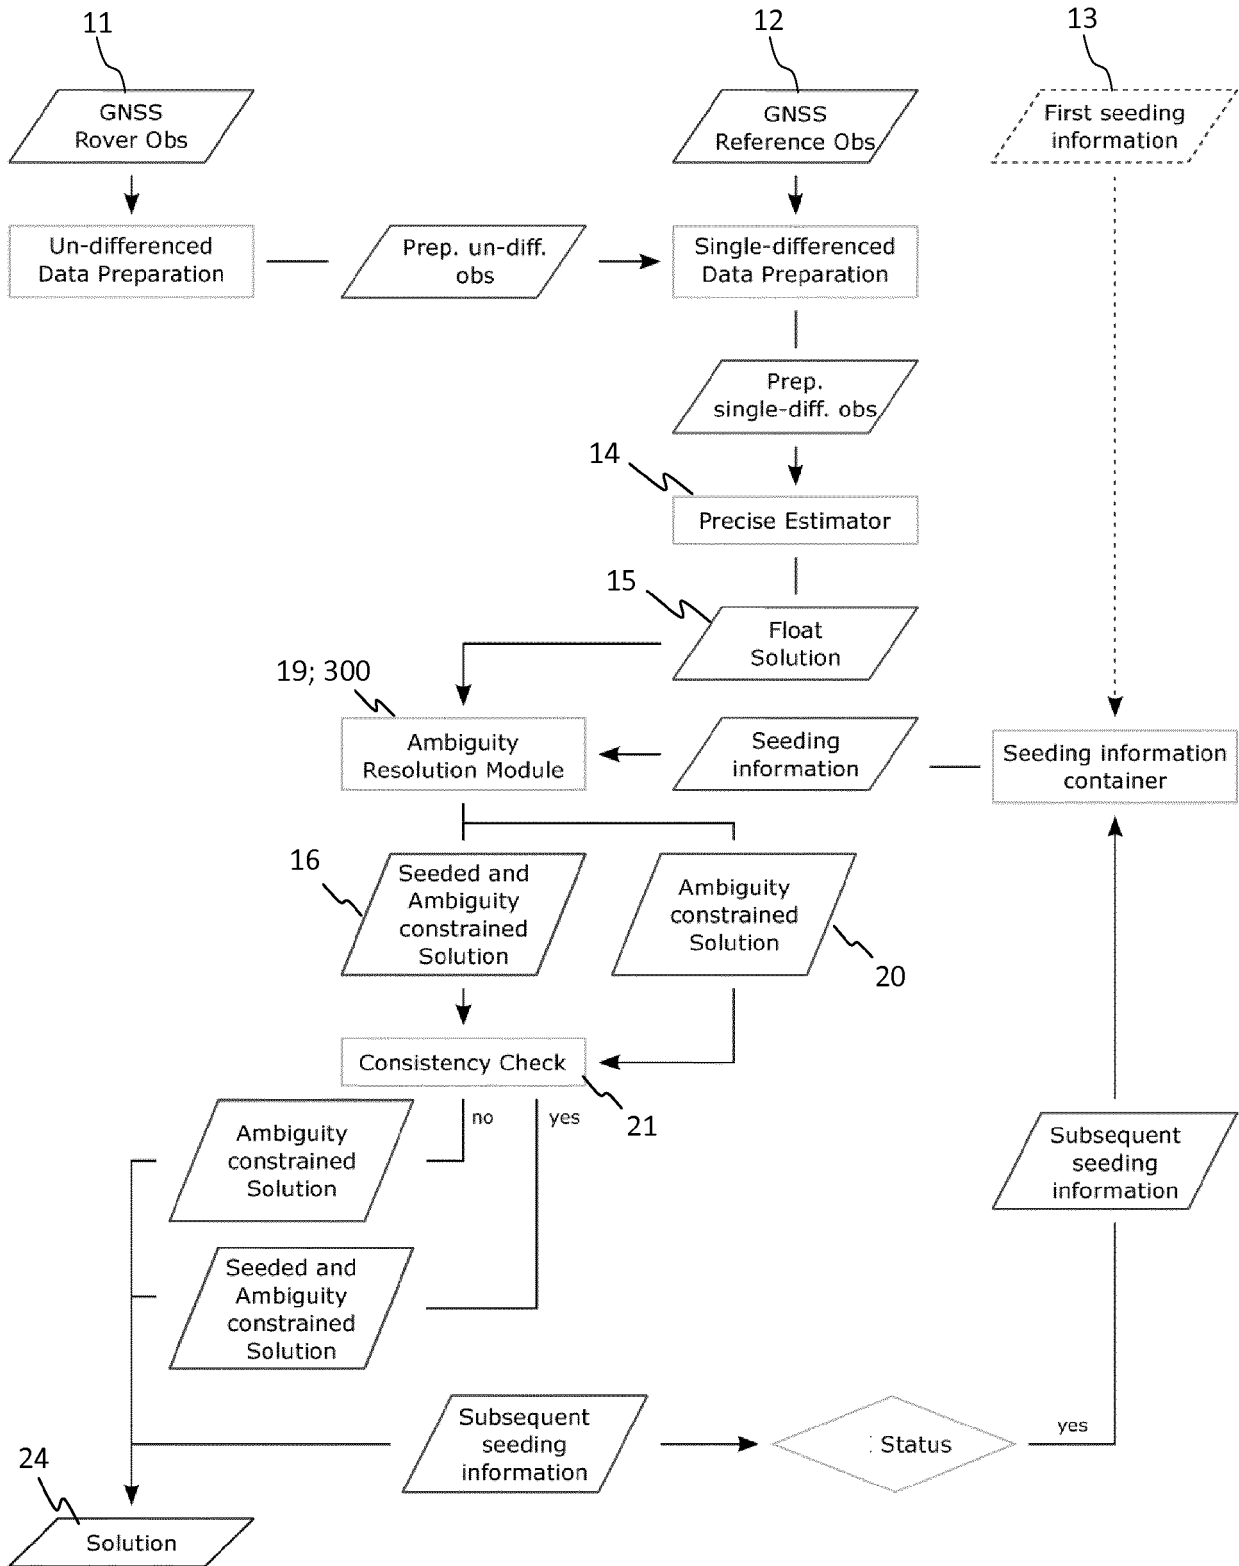 11
12
13
GNSS
Rover Obs
GNSS
Reference Obs
First seeding
information
Un-differenced
Data Preparation
Prep. un-diff.
obs
Single-differenced
Data Preparation
Prep.
single-diff. obs
14
Precise Estimator
15
Float
Solution
19; 300
Ambiguity
Resolution Module
Seeding
information
Seeding information
container
16
Seeded and
Ambiguity
constrained
Solution
Ambiguity
constrained
Solution
20
Consistency Check
21
no
yes
Ambiguity
constrained
Solution
Subsequent
seeding
information
Seeded and
Ambiguity
constrained
Solution
Subsequent
seeding
information
Status
yes
24
Solution